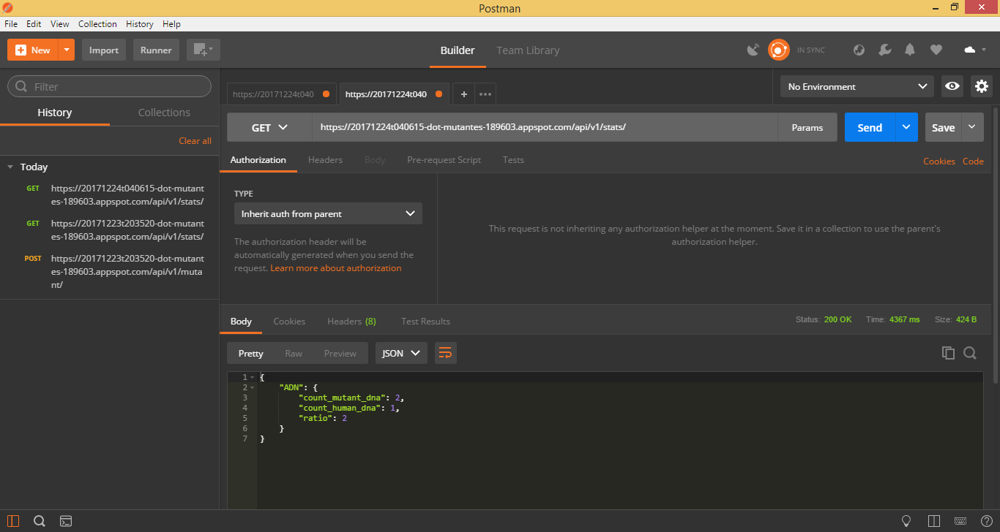 Postman
File Edit View Collection History Help
New Import Runner
Builder Team Library
IN SYNC
Filter
History Collections
Clear all
Today
GET https://20171224t040615-dot-mutant
es-189603.appspot.com/api/v1/stats/
GET https://20171223t203520-dot-mutant
es-189603.appspot.com/api/v1/stats/
POST https://20171223t203520-dot-mutant
es-189603.appspot.com/api/v1/muta
nt/
https://20171224t040 https://20171224t040 + •••
No Environment
GET https://20171224t040615-dot-mutantes-189603.appspot.com/api/v1/stats/ Params Send Save
Authorization Headers Body Pre-request Script Tests Cookies Code
TYPE
Inherit auth from parent
The authorization header will be
automatically generated when you send the
request. Learn more about authorization
This request is not inheriting any authorization helper at the moment. Save it in a collection to use the parent's
authorization helper.
Body Cookies Headers (8) Test Results Status: 200 OK Time: 4367 ms Size: 424 B
Pretty Raw Preview JSON
1 {
2 "ADN": {
3 "count_mutant_dna": 2,
4 "count_human_dna": 1,
5 "ratio": 2
6 }
7 }